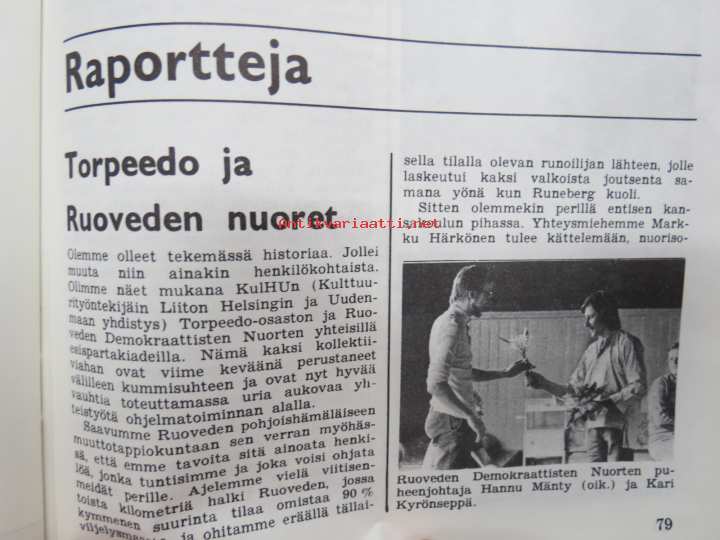 Raportteja
Torpeedo ja
Ruoveden nuoret
Antikvariaatti.net
Olemme olleet tekemässä historiaa. Jollei
muuta niin ainakin henkilökohtaista.
Olimme näet mukana KulHUn (Kulttuu-
rityöntekijäin Liiton Helsingin ja Uuden-
maan yhdistys) Torpeedo-osaston ja Ruo-
veden Demokraattisten Nuorten yhteisillä
esispartakiadeilla. Nämä kaksi kollektii-
viahan ovat viime keväänä perustaneet
välilleen kummisuhteen ja ovat nyt hyvää
vauhtia toteuttamassa uria aukovaa yh-
teistyötä ohjelmatoiminnan alalla.
Saavumme Ruoveden pohjoishämäläiseen
muuttotappiokuntaan sen verran myöhäs-
sä, että emme tavoita sitä ainoata henki-
löä, jonka tuntisimme ja joka voisi ohjata
meidät perille. Ajelemme vielä viitisen-
toista kilometriä halki Ruoveden, jossa
kymmenen suurinta tilaa omistaa 90 %
ja ohitamme eräällä tällai-
sella tilalla olevan runoilijan lähteen, jolle
laskeutui kaksi valkoista joutsenta sa-
mana yönä kun Runeberg kuoli.
Sitten olemmekin perillä entisen kan-
sakoulun pihassa. Yhteysmiehemme Mark-
ku Härkönen tulee kättelemään, nuoriso-
Ruoveden Demokraattisten Nuorten pu-
heenjohtaja Hannu Mänty (oik.) ja Kari
Kyrönseppä.
79